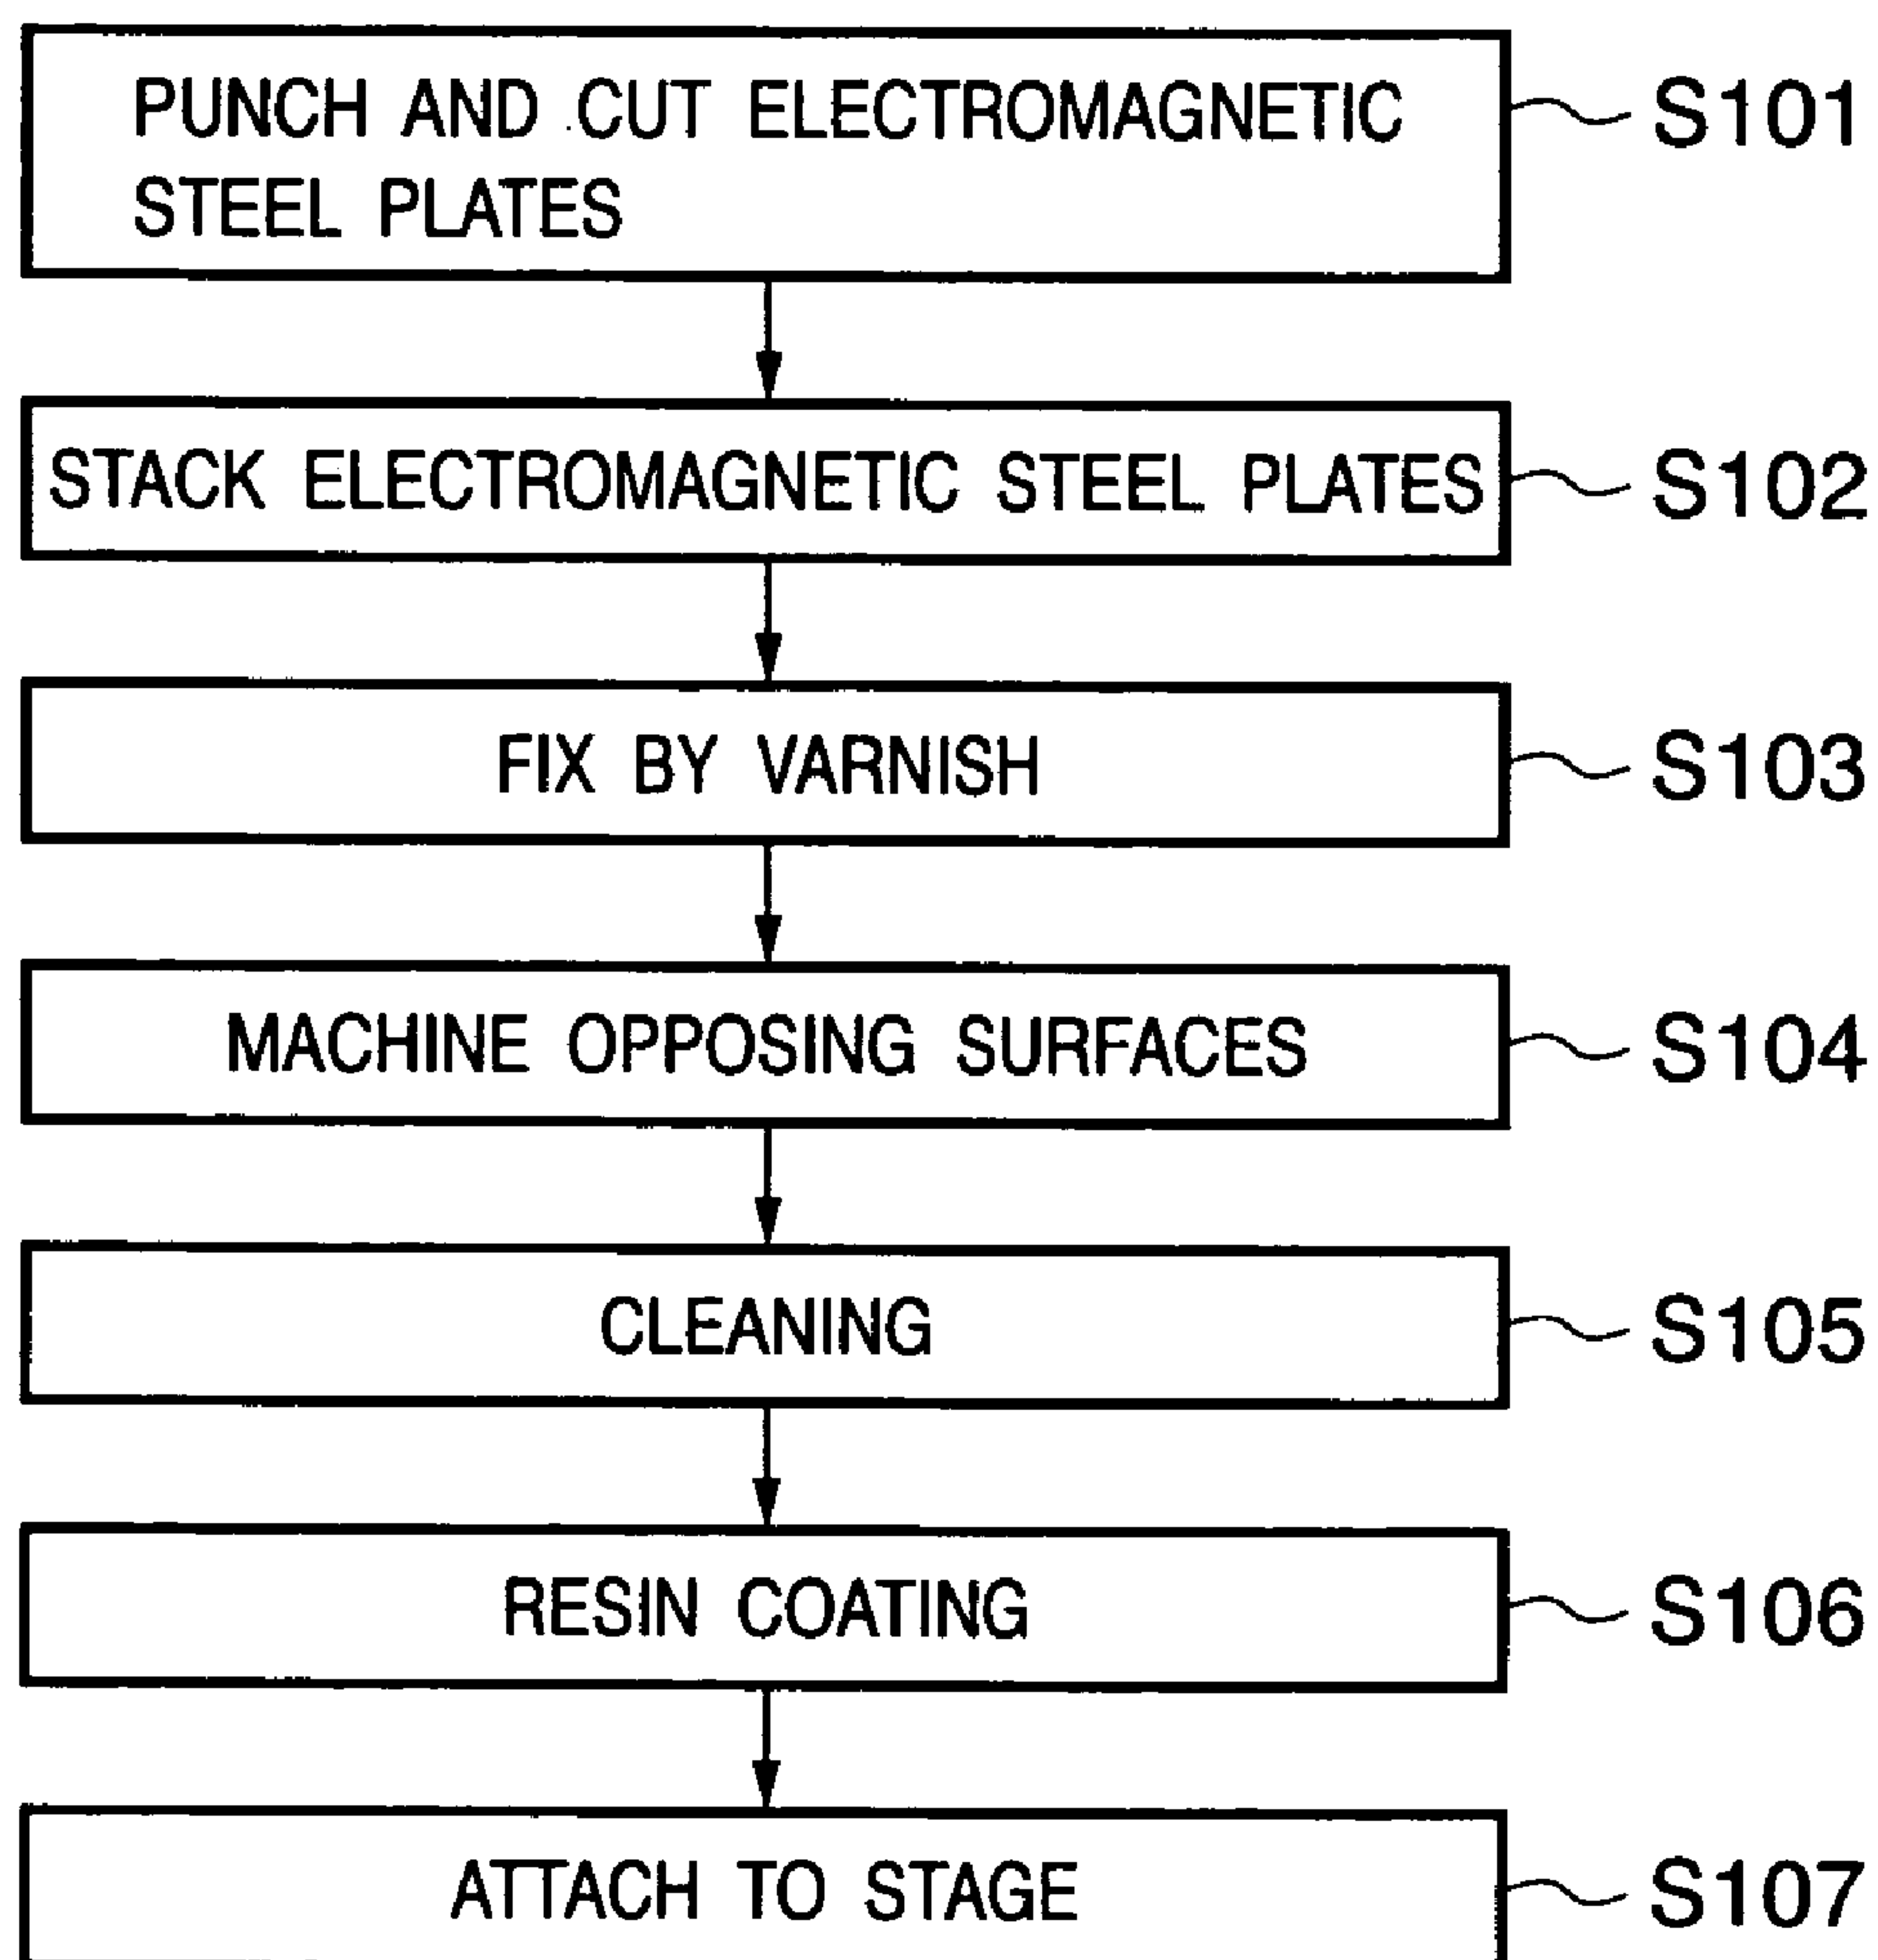 PUNCH AND CUT ELECTROMAGNETIC
STEEL PLATES
S101
STACK ELECTROMAGNETIC STEEL PLATES
S102
FIX BY VARNISH
S103
MACHINE OPPOSING SURFACES
S104
CLEANING
S105
RESIN COATING
S106
ATTACH TO STAGE
S107